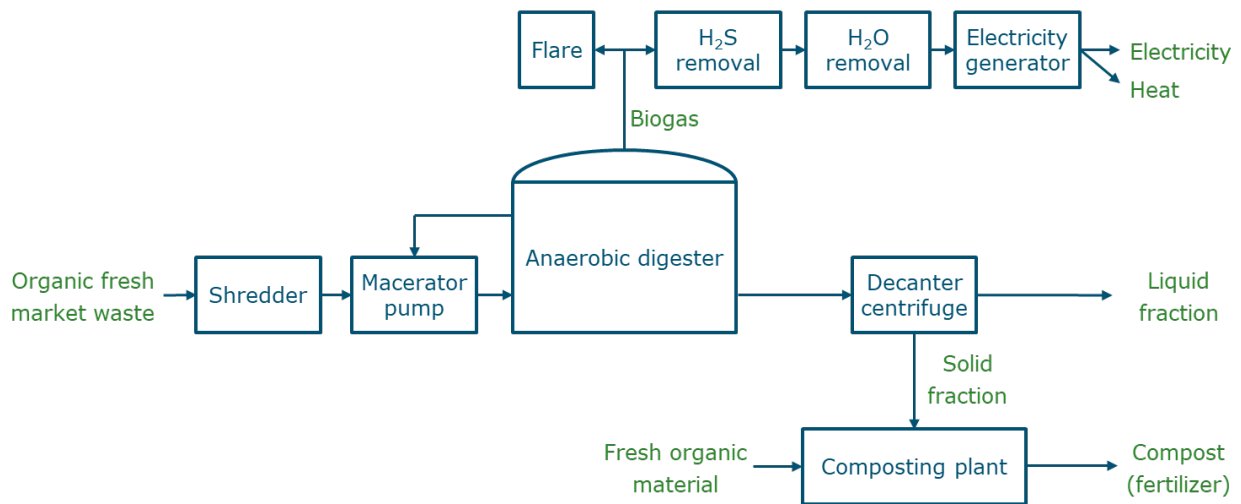 Flare
H₂S
removal
H₂O
removal
Electricity
generator
Electricity
Heat
Biogas
Organic fresh
market waste
Shredder
Macerator
pump
Anaerobic digester
Decanter
centrifuge
Liquid
fraction
Solid
fraction
Fresh organic
material
Composting plant
Compost
(fertilizer)